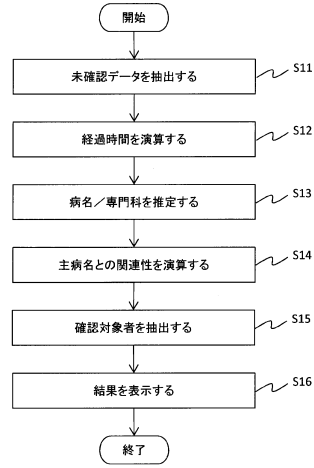 開始
未確認データを抽出する S11
経過時間を演算する S12
病名／専門科を推定する S13
主病名との関連性を演算する S14
確認対象者を抽出する S15
結果を表示する S16
終了